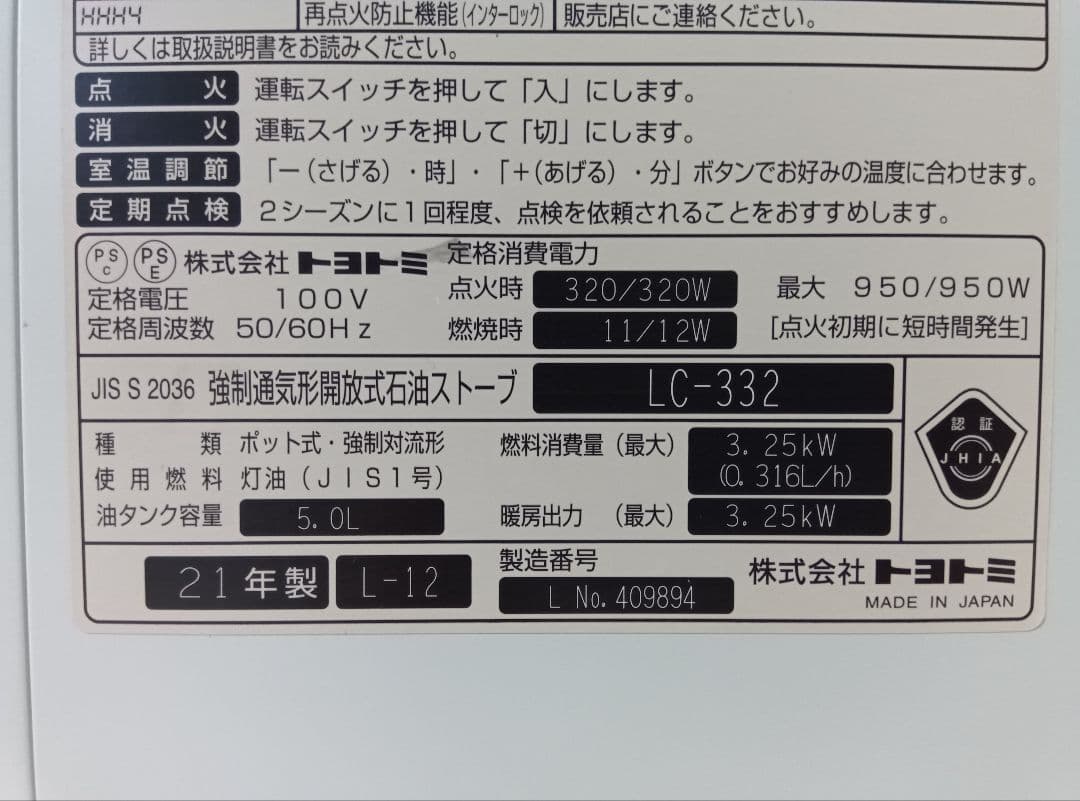 HHH4 再点火防止機能(インターロック) 販売店にご連絡ください。
詳しくは取扱説明書をお読みください。
点火 運転スイッチを押して「入」にします。
消火 運転スイッチを押して「切」にします。
室温調節 「−(さげる)・時」・「+(あげる)・分」ボタンでお好みの温度に合わせます。
定期点検 2シーズンに1回程度、点検を依頼されることをおすすめします。
PSC PSE 株式会社トヨトミ 定格消費電力
定格電圧 100V 点火時 320/320W 最大 950/950W
定格周波数 50/60Hz 燃焼時 11/12W [点火初期に短時間発生]
JIS S 2036 強制通気形開放式石油ストーブ LC-332
種類 ポット式・強制対流形 燃料消費量(最大) 3.25kW
使用燃料 灯油(JIS1号) (0.316L/h)
油タンク容量 5.0L 暖房出力(最大) 3.25kW
認証
JHIA
21年製 L-12 製造番号
L No.409894
株式会社トヨトミ
MADE IN JAPAN